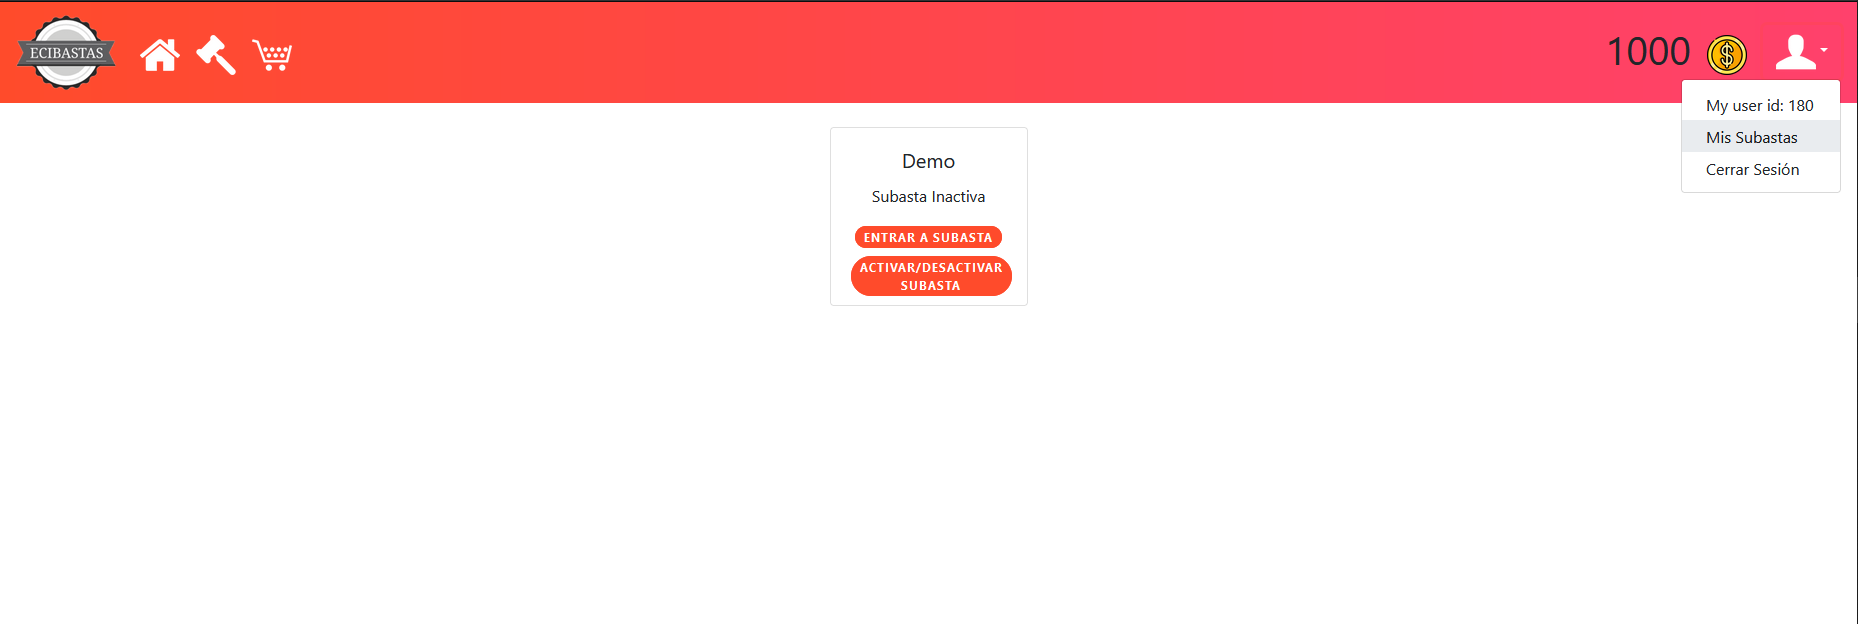 ECIBASTAS
1000
My user id: 180
Mis Subastas
Cerrar Sesión
Demo
Subasta Inactiva
ENTRAR A SUBASTA
ACTIVAR/DESACTIVAR
SUBASTA